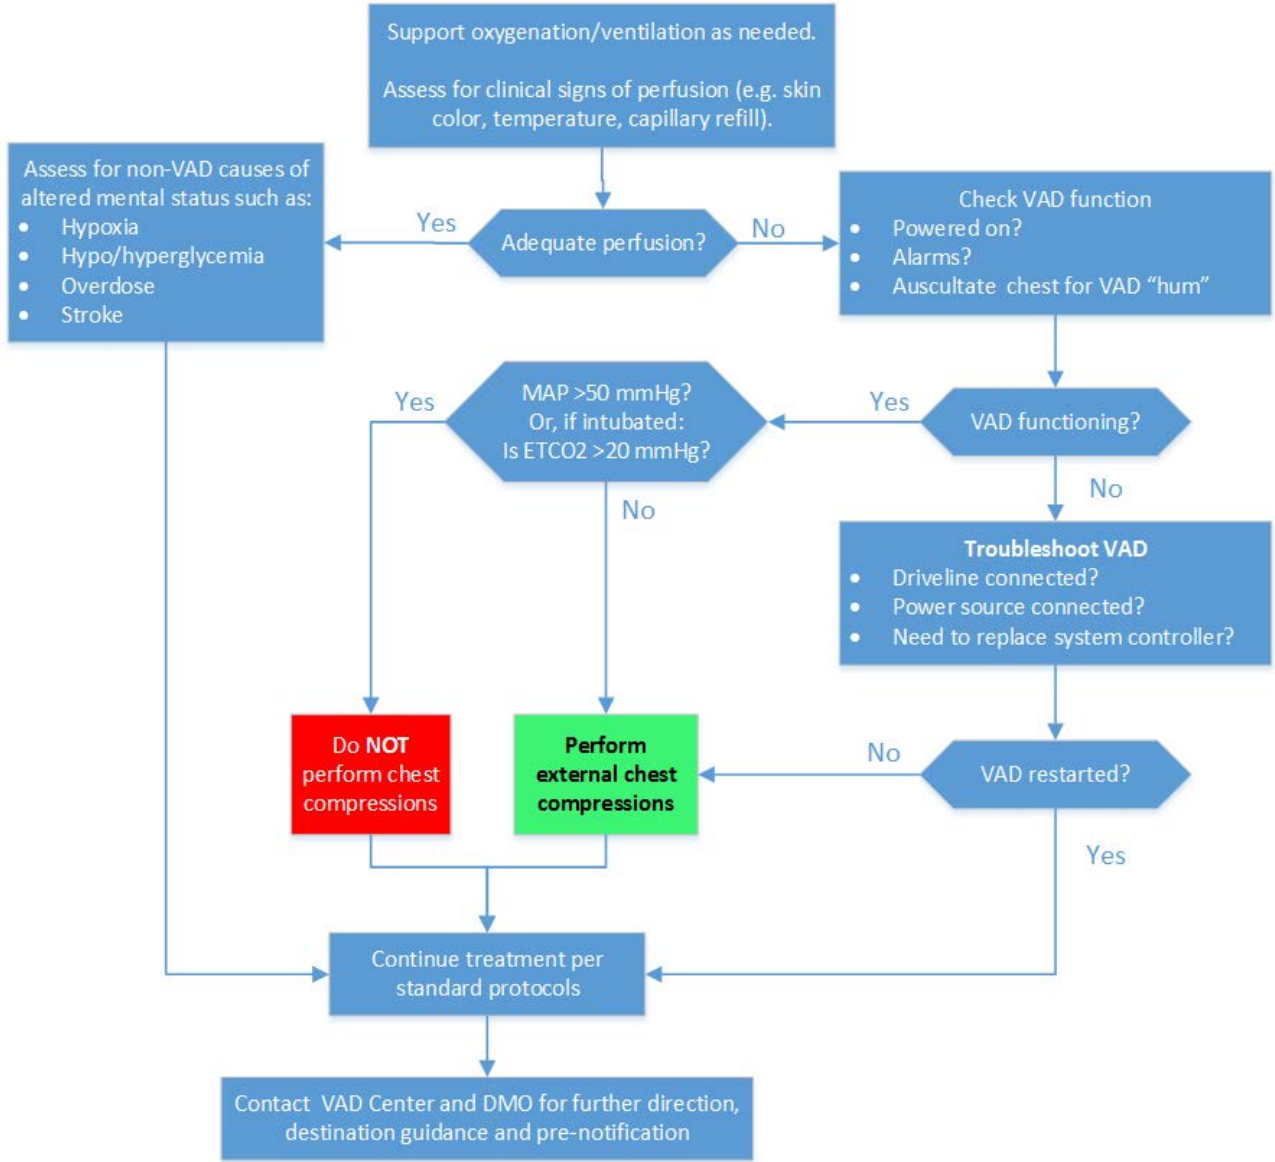 Support oxygenation/ventilation as needed.
Assess for clinical signs of perfusion (e.g. skin
color, temperature, capillary refill).
Assess for non-VAD causes of
altered mental status such as:
• Hypoxia
• Hypo/hyperglycemia
• Overdose
• Stroke
Yes
Adequate perfusion?
No
Check VAD function
• Powered on?
• Alarms?
• Auscultate chest for VAD “hum”
Yes
MAP >50 mmHg?
Or, if intubated:
Is ETCO2 >20 mmHg?
Yes
VAD functioning?
No
No
Troubleshoot VAD
• Driveline connected?
• Power source connected?
• Need to replace system controller?
Do NOT
perform chest
compressions
Perform
external chest
compressions
No
VAD restarted?
Yes
Continue treatment per
standard protocols
Contact VAD Center and DMO for further direction,
destination guidance and pre-notification